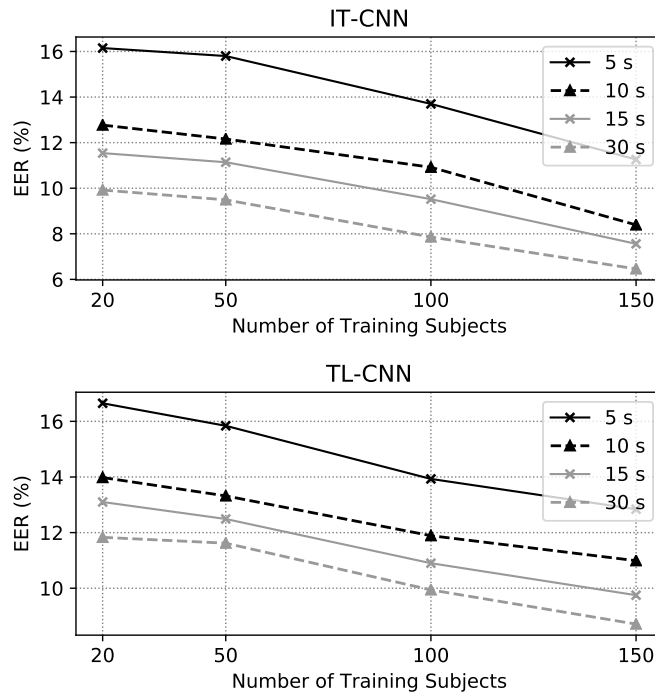 IT-CNN
16
14
12
10
8
6
EER (%)
5 s
10 s
15 s
30 s
20 50 100 150
Number of Training Subjects
TL-CNN
16
14
12
10
EER (%)
5 s
10 s
15 s
30 s
20 50 100 150
Number of Training Subjects